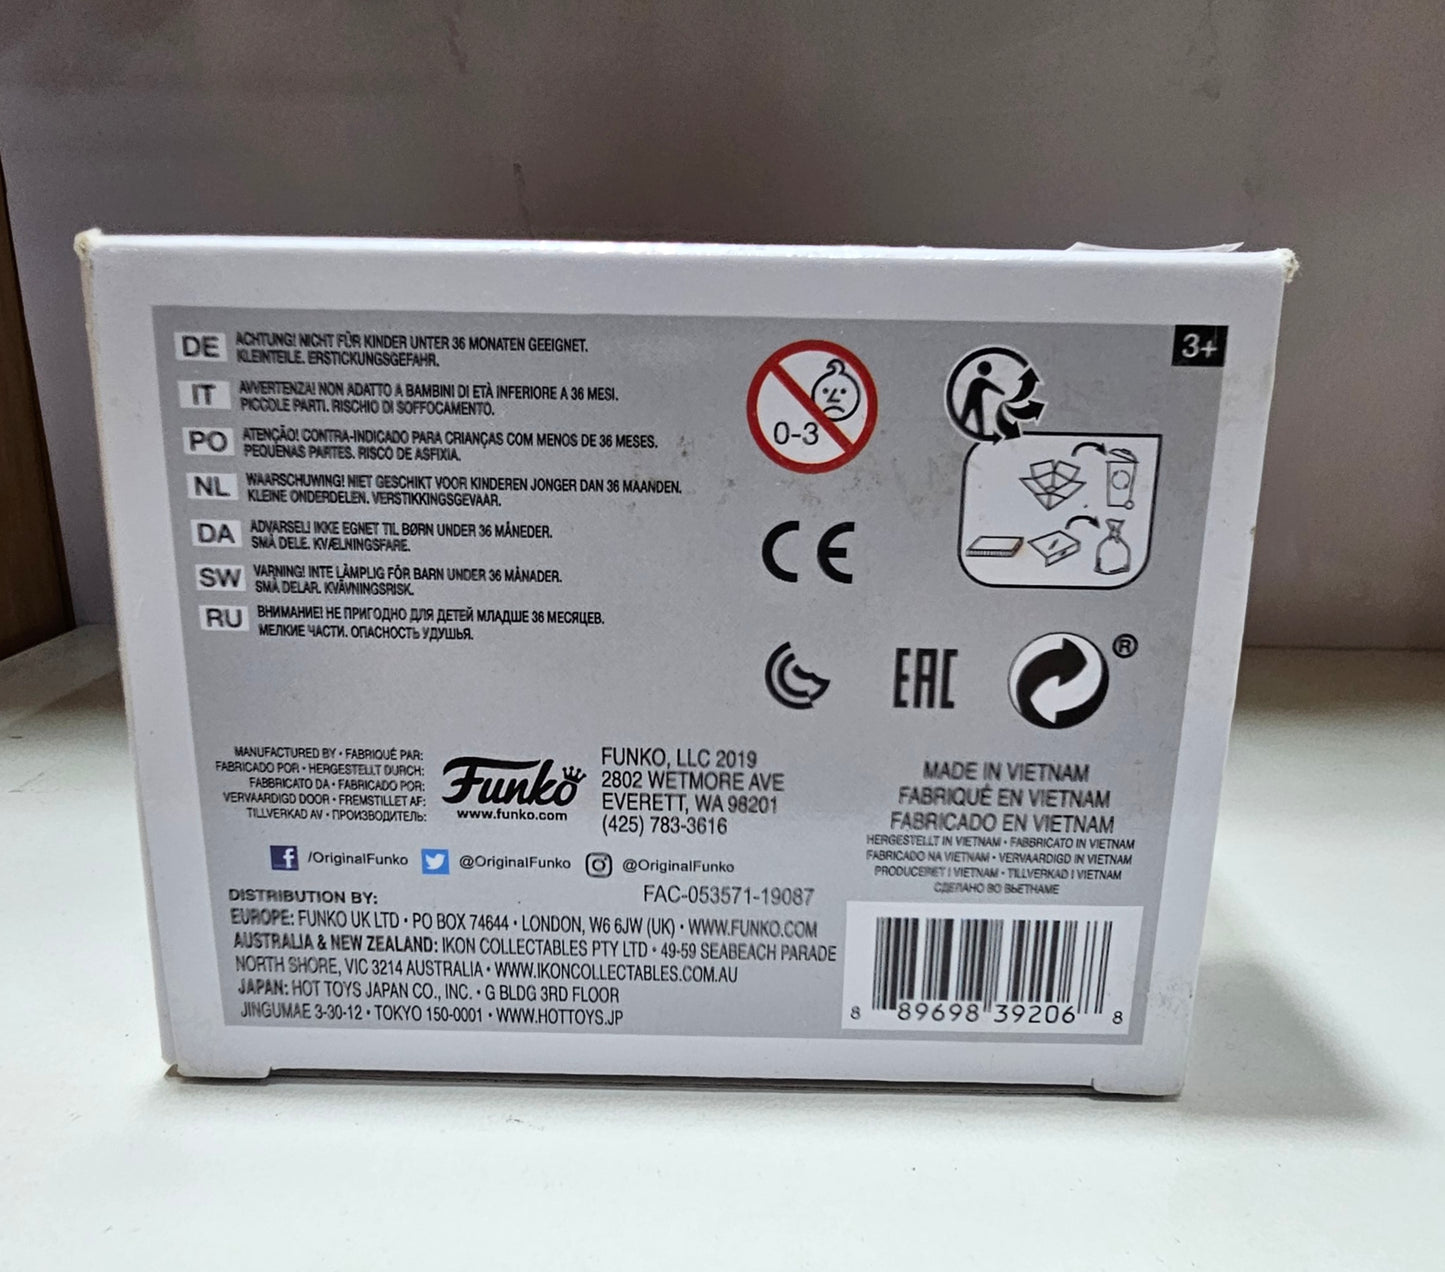 DE ACHTUNG! NICHT FÜR KINDER UNTER 36 MONATEN GEEIGNET.
KLEINTEILE. ERSTICKUNGSGEFAHR.
IT AVVERTENZA! NON ADATTO A BAMBINI DI ETÀ INFERIORE A 36 MESI.
PICCOLE PARTI. RISCHIO DI SOFFOCAMENTO.
PO ATENÇÃO! CONTRA-INDICADO PARA CRIANÇAS COM MENOS DE 36 MESES.
PEQUENAS PARTES. RISCO DE ASFIXIA.
NL WAARSCHUWING! NIET GESCHIKT VOOR KINDEREN JONGER DAN 36 MAANDEN.
KLEINE ONDERDELEN. VERSTIKKINGSGEVAAR.
DA ADVARSEL! IKKE EGNET TIL BØRN UNDER 36 MÅNEDER.
SMÅ DELE. KVÆLNINGSFARE.
SW VARNING! INTE LÄMPLIG FÖR BARN UNDER 36 MÅNADER.
SMÅ DELAR. KVÄVNINGSRISK.
RU ВНИМАНИЕ! НЕ ПРИГОДНО ДЛЯ ДЕТЕЙ МЛАДШЕ 36 МЕСЯЦЕВ.
МЕЛКИЕ ЧАСТИ. ОПАСНОСТЬ УДУШЬЯ.
0-3
3+
CE
EAC
®
MANUFACTURED BY • FABRIQUÉ PAR:
FABRICADO POR • HERGESTELLT DURCH:
FABBRICATO DA • FABRICADO POR:
VERVAARDIGD DOOR • FREMSTILLET AF:
TILLVERKAD AV • ПРОИЗВОДИТЕЛЬ:
Funko
www.funko.com
FUNKO, LLC 2019
2802 WETMORE AVE
EVERETT, WA 98201
(425) 783-3616
/OriginalFunko @OriginalFunko @OriginalFunko
FAC-053571-19087
DISTRIBUTION BY:
EUROPE: FUNKO UK LTD • PO BOX 74644 • LONDON, W6 6JW (UK) • WWW.FUNKO.COM
AUSTRALIA & NEW ZEALAND: IKON COLLECTABLES PTY LTD • 49-59 SEABEACH PARADE
NORTH SHORE, VIC 3214 AUSTRALIA • WWW.IKONCOLLECTABLES.COM.AU
JAPAN: HOT TOYS JAPAN CO., INC. • G BLDG 3RD FLOOR
JINGUMAE 3-30-12 • TOKYO 150-0001 • WWW.HOTTOYS.JP
MADE IN VIETNAM
FABRIQUÉ EN VIETNAM
FABRICADO EN VIETNAM
HERGESTELLT IN VIETNAM • FABBRICATO IN VIETNAM
FABRICADO NA VIETNAM • VERVAARDIGD IN VIETNAM
PRODUCERET I VIETNAM • TILLVERKAD I VIETNAM
СДЕЛАНО ВО ВЬЕТНАМЕ
8 89698 39206 8